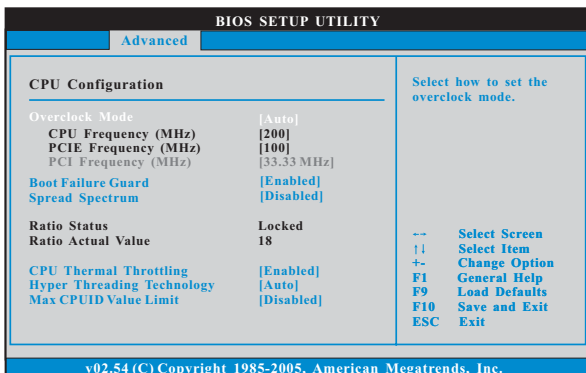 BIOS SETUP UTILITY
Advanced
CPU Configuration
Overclock Mode [Auto]
CPU Frequency (MHz) [200]
PCIE Frequency (MHz) [100]
PCI Frequency (MHz) [33.33 MHz]
Boot Failure Guard [Enabled]
Spread Spectrum [Disabled]
Ratio Status Locked
Ratio Actual Value 18
CPU Thermal Throttling [Enabled]
Hyper Threading Technology [Auto]
Max CPUID Value Limit [Disabled]
Select how to set the
overclock mode.
←→ Select Screen
↑↓ Select Item
+- Change Option
F1 General Help
F9 Load Defaults
F10 Save and Exit
ESC Exit
v02.54 (C) Copyright 1985-2005, American Megatrends, Inc.